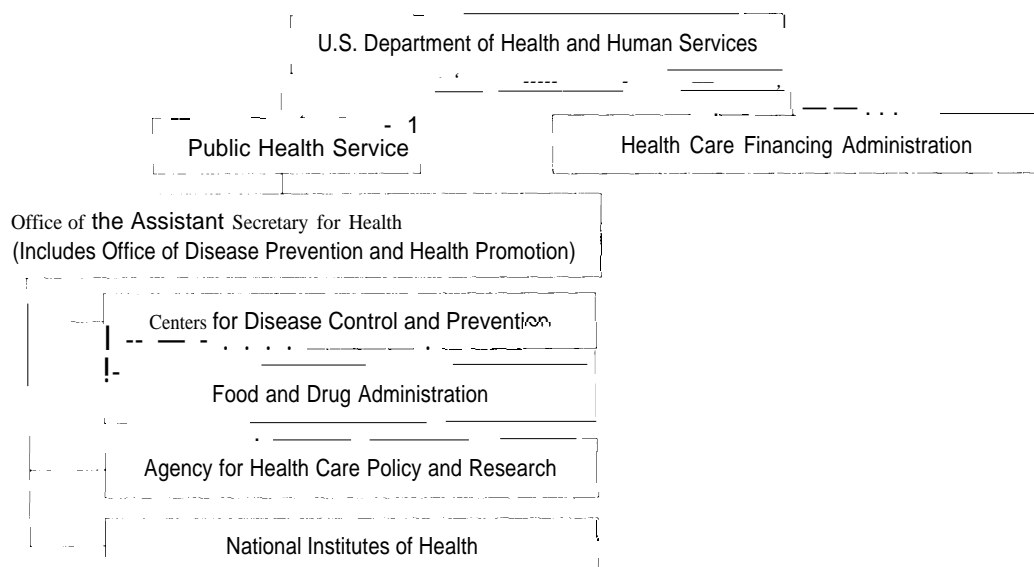 U.S. Department of Health and Human Services
Public Health Service
Health Care Financing Administration
Office of the Assistant Secretary for Health
(Includes Office of Disease Prevention and Health Promotion)
Centers for Disease Control and Prevention
Food and Drug Administration
Agency for Health Care Policy and Research
National Institutes of Health